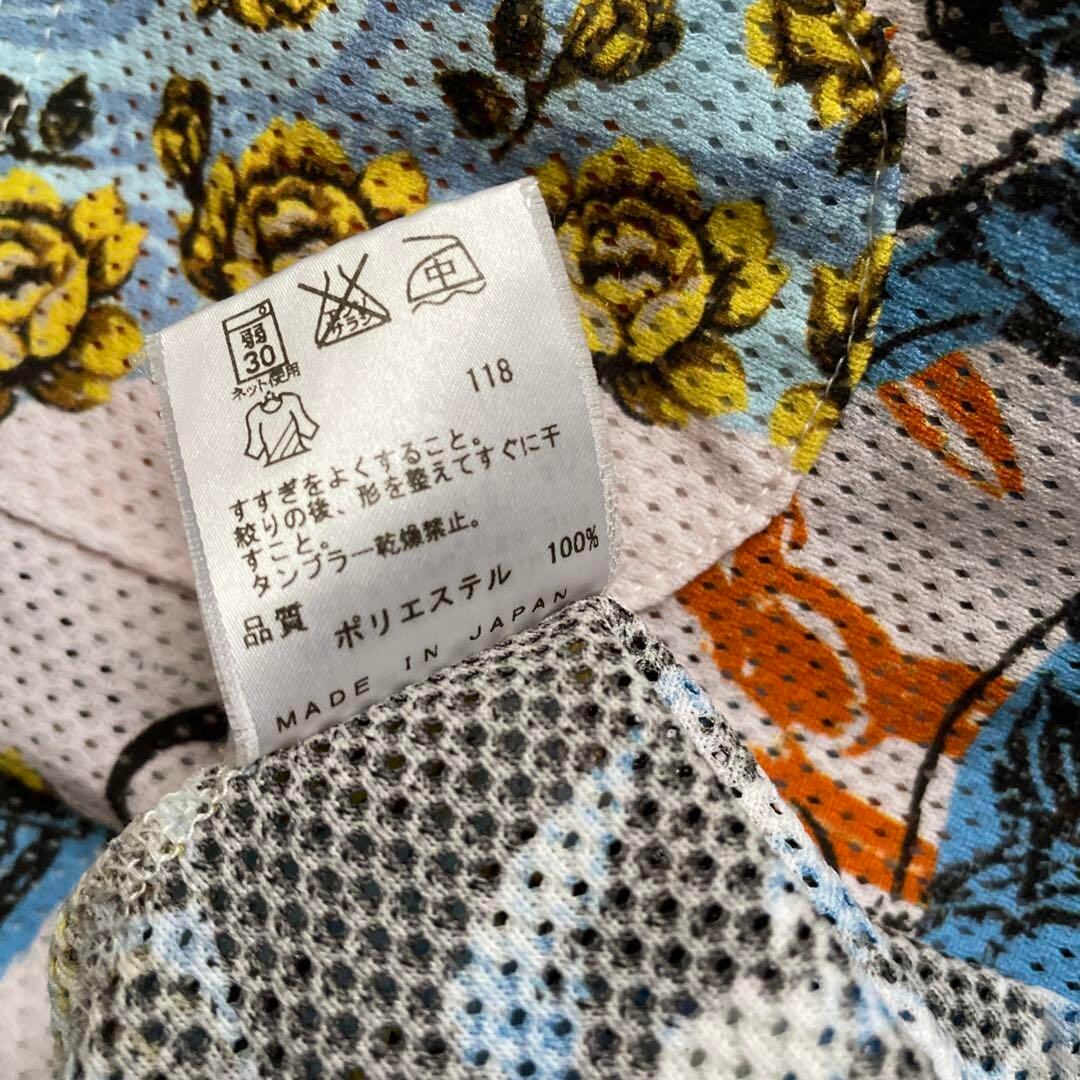 弱
30
ネット使用
中
118
すすぎをよくすること。
絞りの後、形を整えてすぐに干
すこと。
タンブラー乾燥禁止。
品質 ポリエステル 100%
MADE IN JAPAN